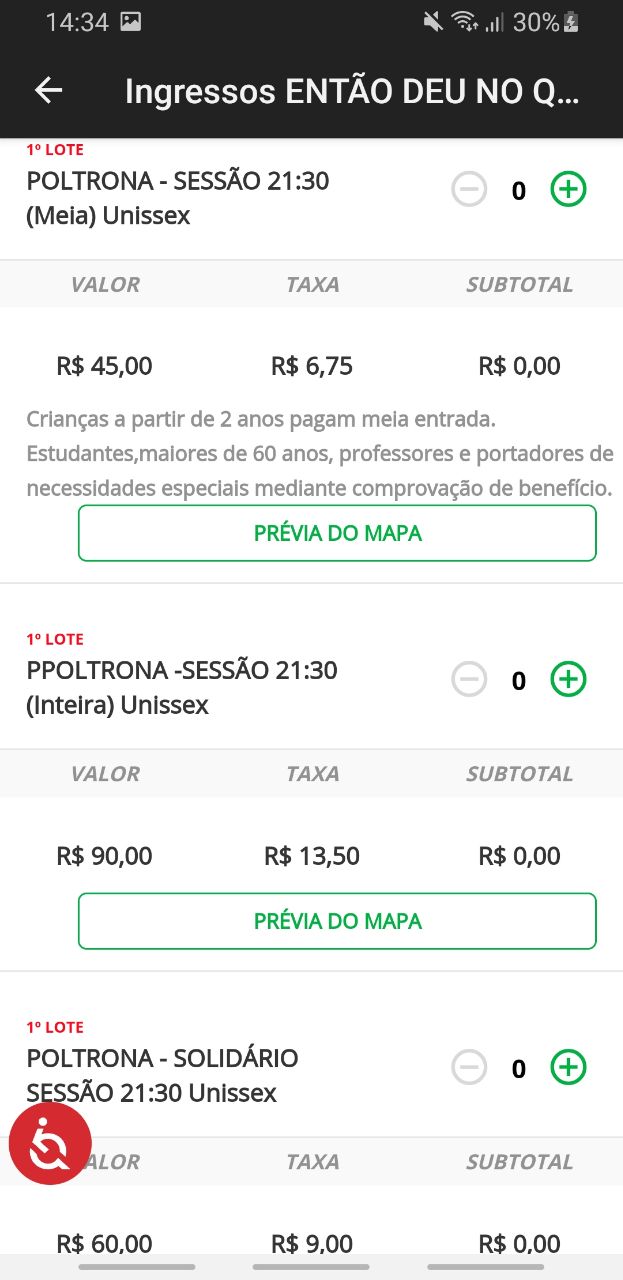 14:34
30%
Ingressos ENTÃO DEU NO Q...
1º LOTE
POLTRONA - SESSÃO 21:30
(Meia) Unissex
0
VALOR TAXA SUBTOTAL
R$ 45,00 R$ 6,75 R$ 0,00
Crianças a partir de 2 anos pagam meia entrada.
Estudantes,maiores de 60 anos, professores e portadores de
necessidades especiais mediante comprovação de benefício.
PRÉVIA DO MAPA
1º LOTE
PPOLTRONA -SESSÃO 21:30
(Inteira) Unissex
0
VALOR TAXA SUBTOTAL
R$ 90,00 R$ 13,50 R$ 0,00
PRÉVIA DO MAPA
1º LOTE
POLTRONA - SOLIDÁRIO
SESSÃO 21:30 Unissex
0
ALOR TAXA SUBTOTAL
R$ 60,00 R$ 9,00 R$ 0,00